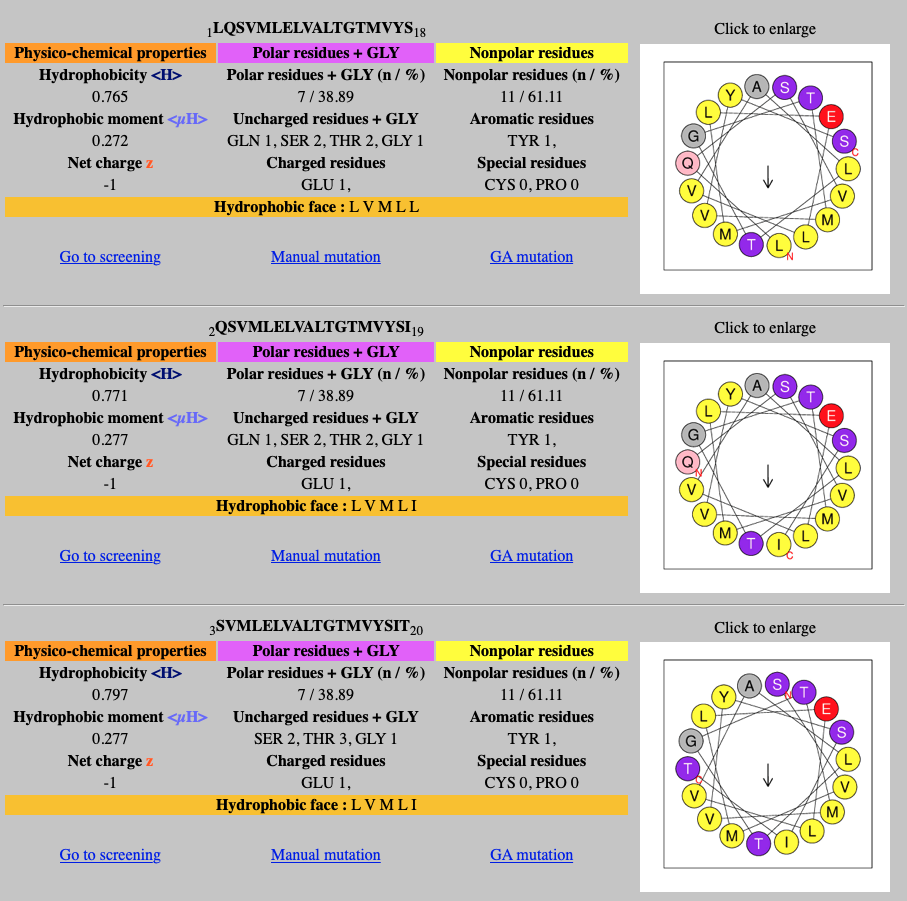 1LQSVMLELVALTGTMVYS18
Click to enlarge
Physico-chemical properties Polar residues + GLY Nonpolar residues
Hydrophobicity <H> Polar residues + GLY (n / %) Nonpolar residues (n / %)
0.765 7 / 38.89 11 / 61.11
Hydrophobic moment <μH> Uncharged residues + GLY Aromatic residues
0.272 GLN 1, SER 2, THR 2, GLY 1 TYR 1,
Net charge z Charged residues Special residues
-1 GLU 1, CYS 0, PRO 0
Hydrophobic face : L V M L L
Go to screening Manual mutation GA mutation
A S T E S C L V M L L N T M V V Q G L Y
2QSVMLELVALTGTMVYSI19
Click to enlarge
Physico-chemical properties Polar residues + GLY Nonpolar residues
Hydrophobicity <H> Polar residues + GLY (n / %) Nonpolar residues (n / %)
0.771 7 / 38.89 11 / 61.11
Hydrophobic moment <μH> Uncharged residues + GLY Aromatic residues
0.277 GLN 1, SER 2, THR 2, GLY 1 TYR 1,
Net charge z Charged residues Special residues
-1 GLU 1, CYS 0, PRO 0
Hydrophobic face : L V M L I
Go to screening Manual mutation GA mutation
A S T E S L V M L I C T M V V Q N G L Y
3SVMLELVALTGTMVYSIT20
Click to enlarge
Physico-chemical properties Polar residues + GLY Nonpolar residues
Hydrophobicity <H> Polar residues + GLY (n / %) Nonpolar residues (n / %)
0.797 7 / 38.89 11 / 61.11
Hydrophobic moment <μH> Uncharged residues + GLY Aromatic residues
0.277 SER 2, THR 3, GLY 1 TYR 1,
Net charge z Charged residues Special residues
-1 GLU 1, CYS 0, PRO 0
Hydrophobic face : L V M L I
Go to screening Manual mutation GA mutation
A S N T E S L V M L I T M V V T C G L Y